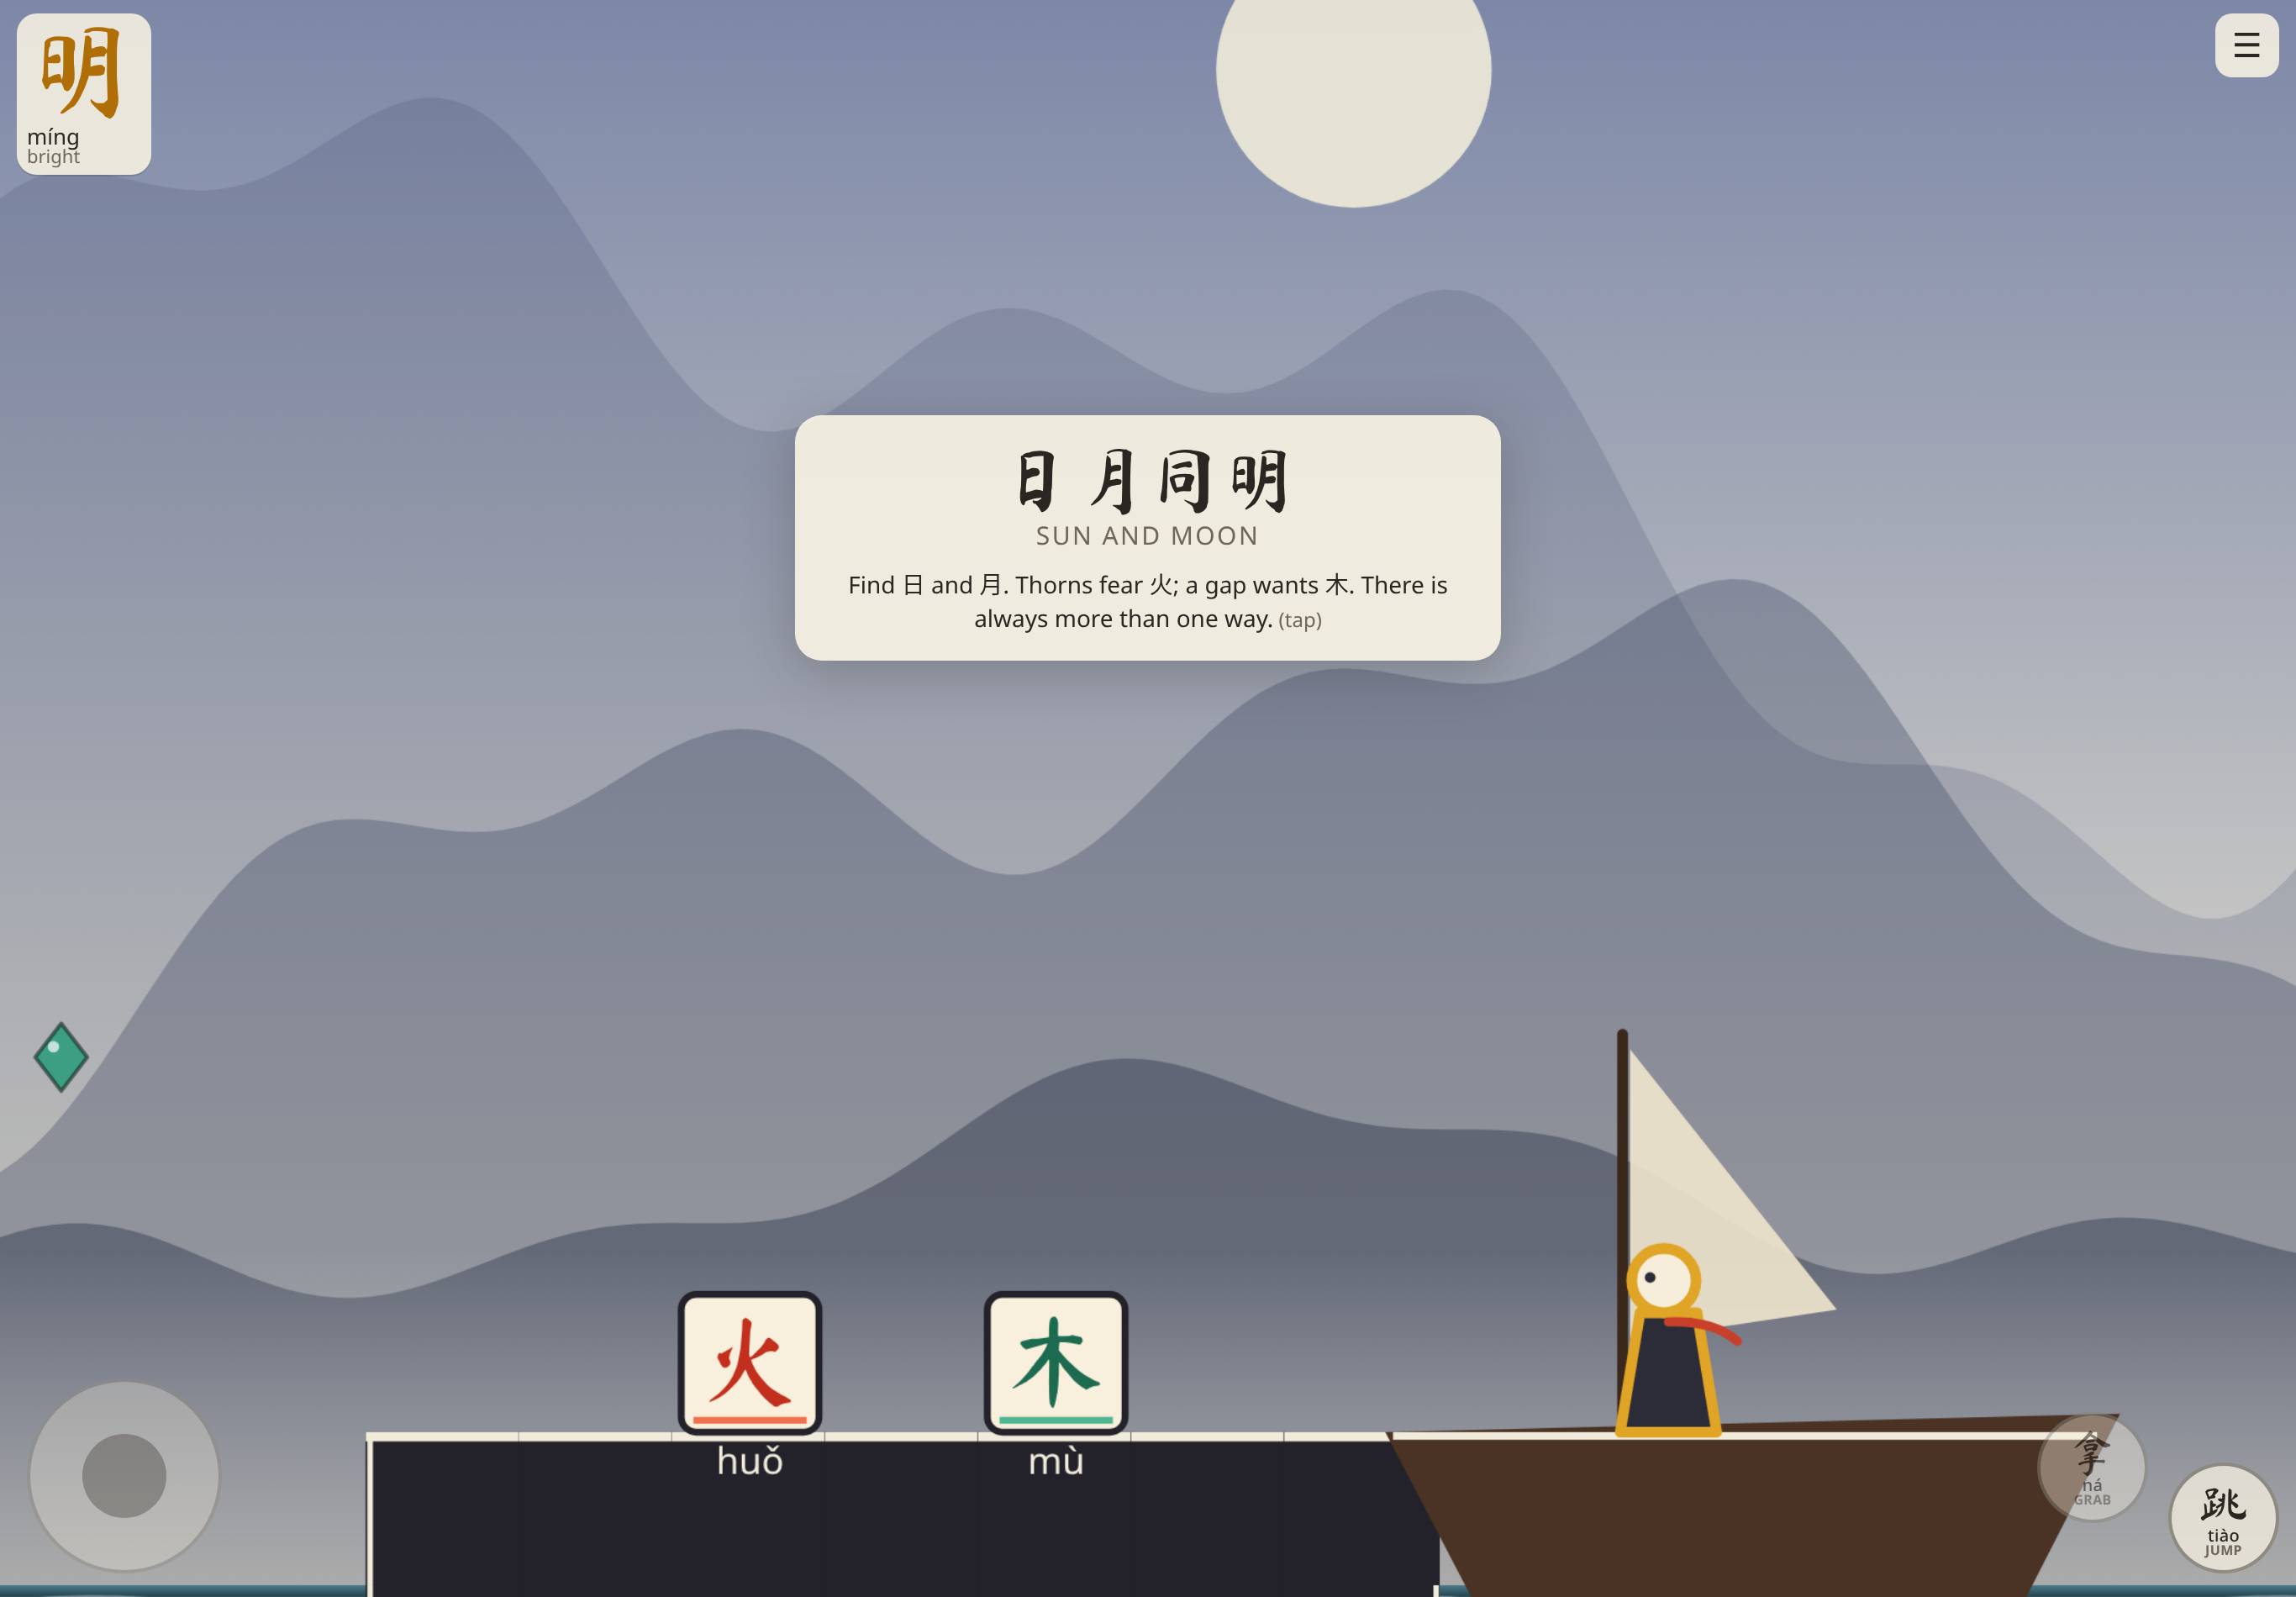 明
míng
bright
☰
日月同明
SUN AND MOON
Find 日 and 月. Thorns fear 火; a gap wants 木. There is
always more than one way. (tap)
火
huǒ
木
mù
拿
ná
GRAB
跳
tiào
JUMP